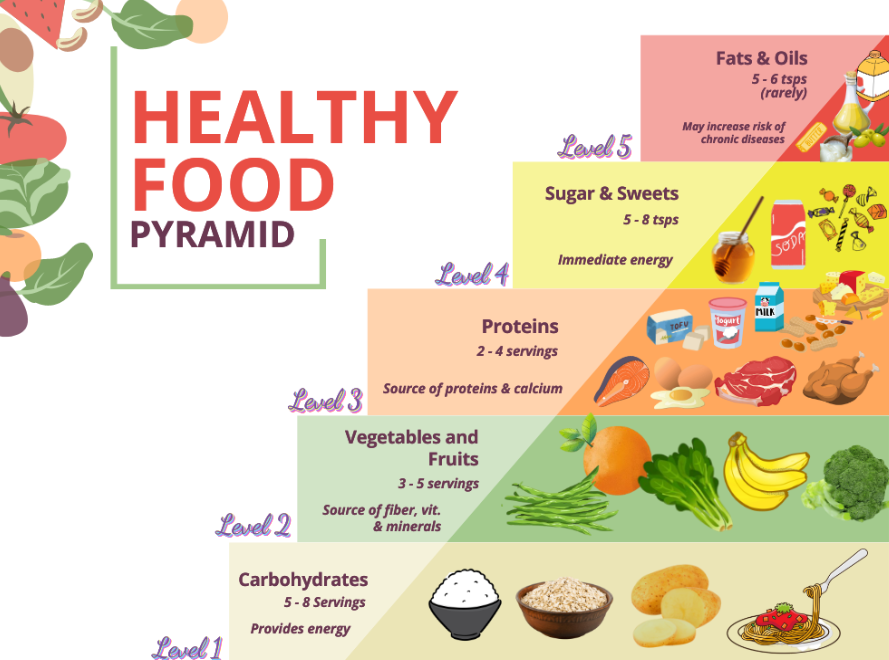 HEALTHY
FOOD
PYRAMID
Fats & Oils
5 - 6 tsps
(rarely)
May increase risk of
chronic diseases
Level 5
Sugar & Sweets
5 - 8 tsps
Immediate energy
SODA
Level 4
Proteins
2 - 4 servings
Source of proteins & calcium
TOFU
Yogurt
MILK
Level 3
Vegetables and
Fruits
3 - 5 servings
Source of fiber, vit.
& minerals
Level 2
Carbohydrates
5 - 8 Servings
Provides energy
Level 1